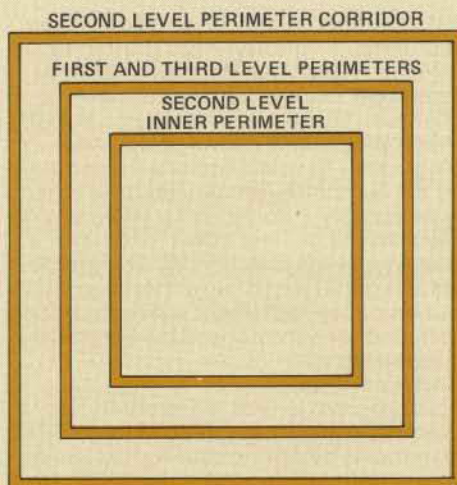 SECOND LEVEL PERIMETER CORRIDOR
FIRST AND THIRD LEVEL PERIMETERS
SECOND LEVEL
INNER PERIMETER